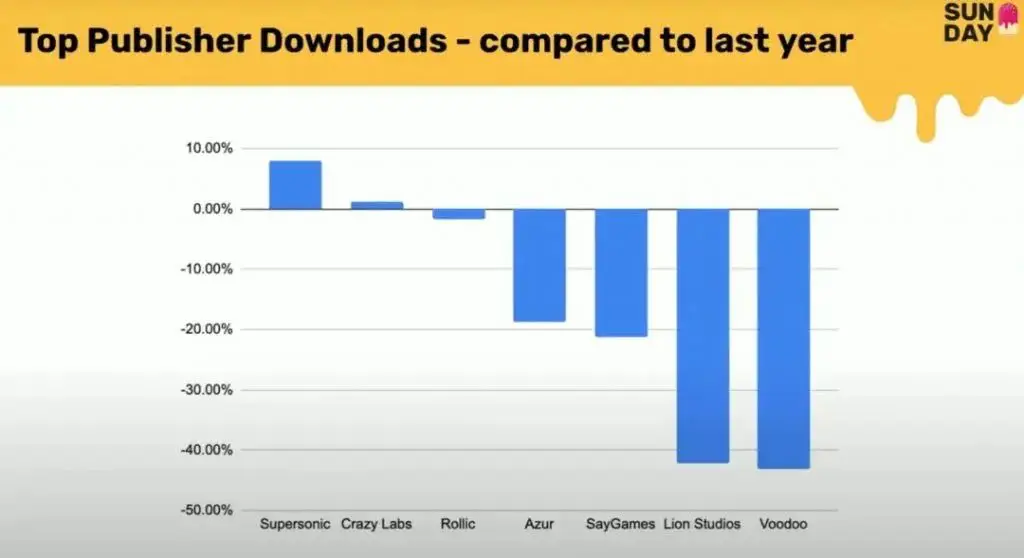 Top Publisher Downloads - compared to last year
SUN
DAY
10.00%
0.00%
-10.00%
-20.00%
-30.00%
-40.00%
-50.00%
Supersonic Crazy Labs Rollic Azur SayGames Lion Studios Voodoo